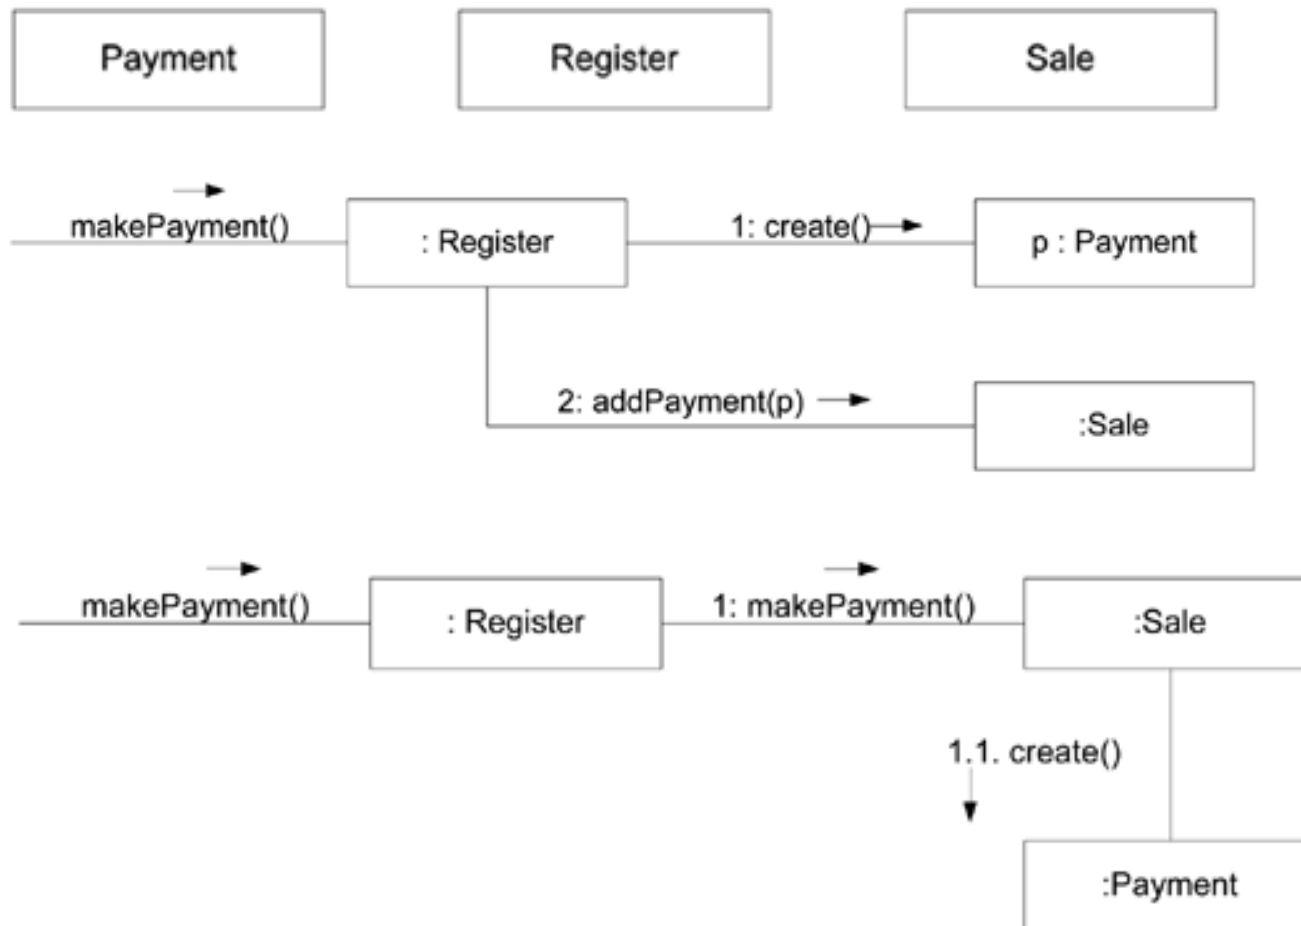 Payment
Register
Sale
makePayment()
: Register
1: create()
p : Payment
2: addPayment(p)
:Sale
makePayment()
: Register
1: makePayment()
:Sale
1.1. create()
:Payment